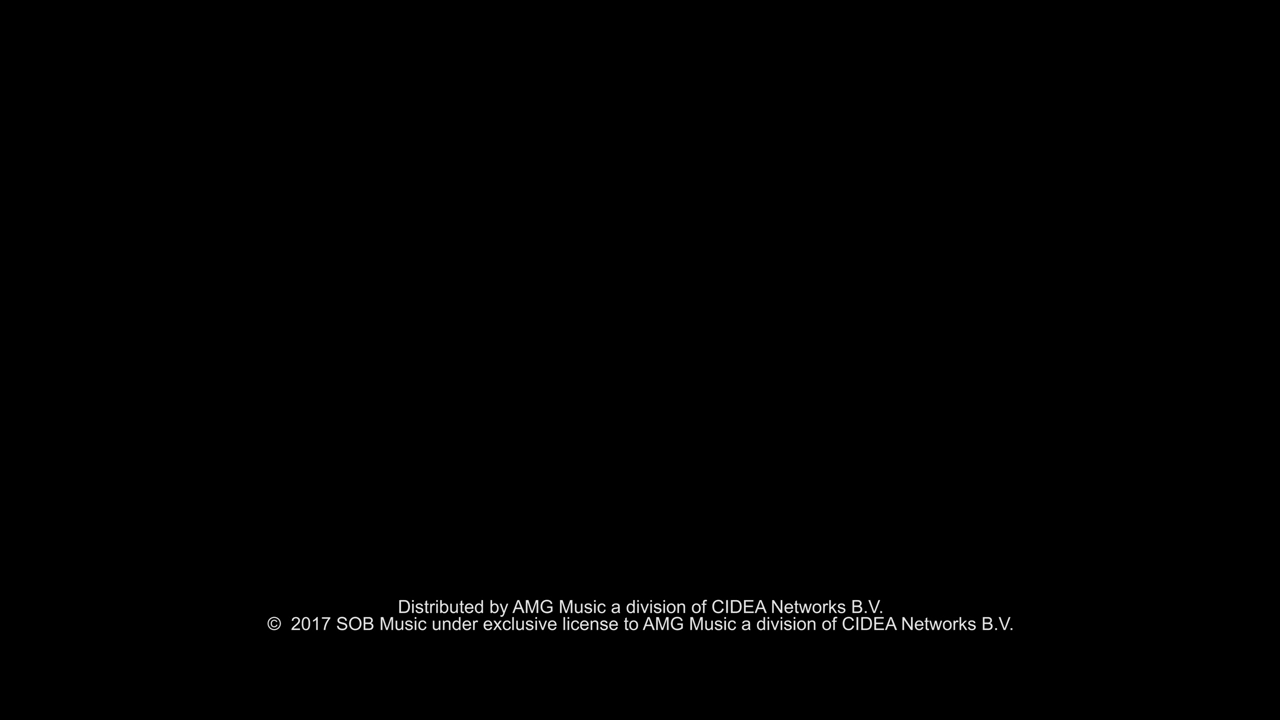 Distributed by AMG Music a division of CIDEA Networks B.V.
© 2017 SOB Music under exclusive license to AMG Music a division of CIDEA Networks B.V.